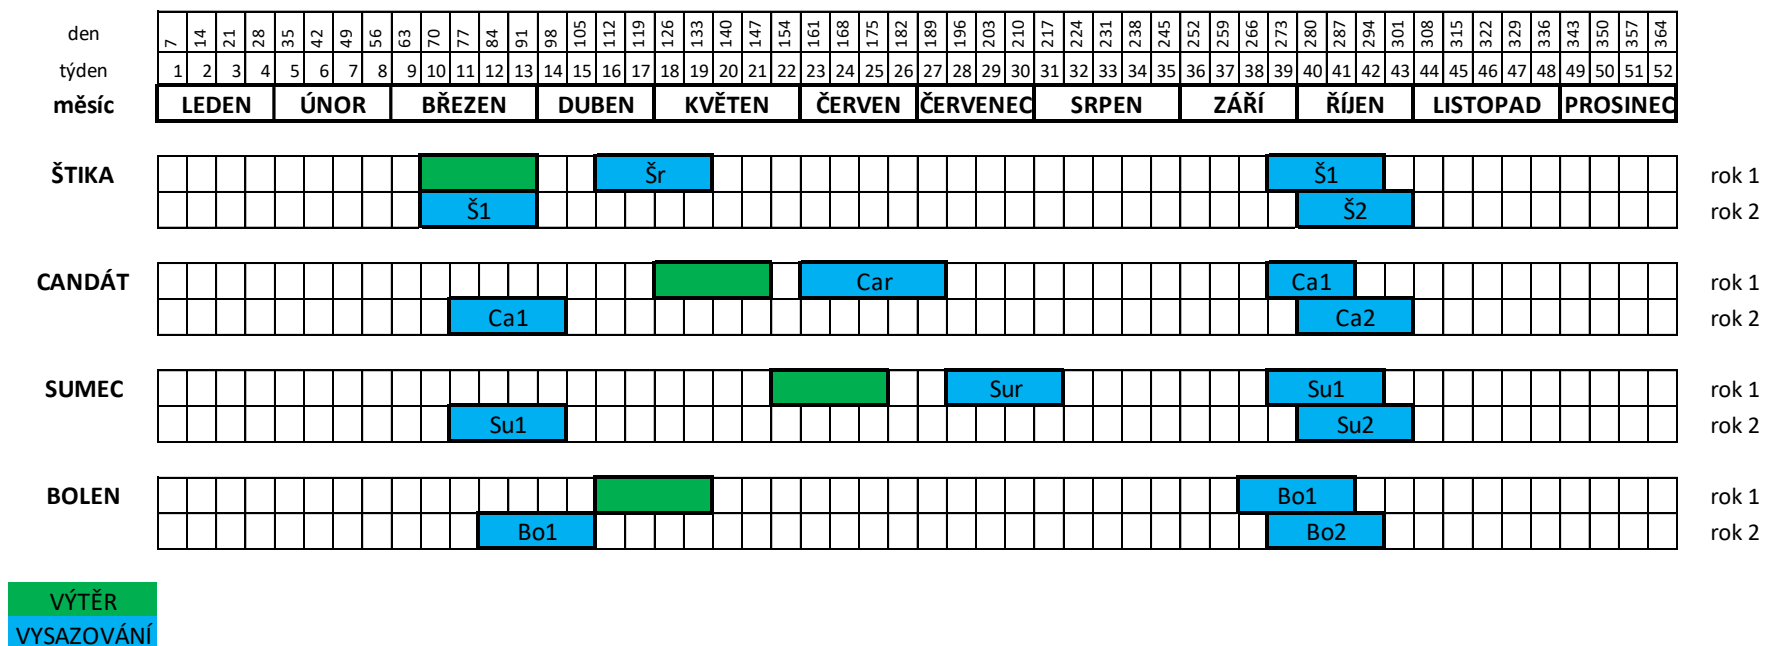 den 7 14 21 28 35 42 49 56 63 70 77 84 91 98 105 112 119 126 133 140 147 154 161 168 175 182 189 196 203 210 217 224 231 238 245 252 259 266 273 280 287 294 301 308 315 322 329 336 343 350 357 364
týden 1 2 3 4 5 6 7 8 9 10 11 12 13 14 15 16 17 18 19 20 21 22 23 24 25 26 27 28 29 30 31 32 33 34 35 36 37 38 39 40 41 42 43 44 45 46 47 48 49 50 51 52
měsíc LEDEN ÚNOR BŘEZEN DUBEN KVĚTEN ČERVEN ČERVENEC SRPEN ZÁŘÍ ŘÍJEN LISTOPAD PROSINEC
ŠTIKA Šr Š1 rok 1
Š1 Š2 rok 2
CANDÁT Car Ca1 rok 1
Ca1 Ca2 rok 2
SUMEC Sur Su1 rok 1
Su1 Su2 rok 2
BOLEN Bo1 rok 1
Bo1 Bo2 rok 2
VÝTĚR
VYSAZOVÁNÍ